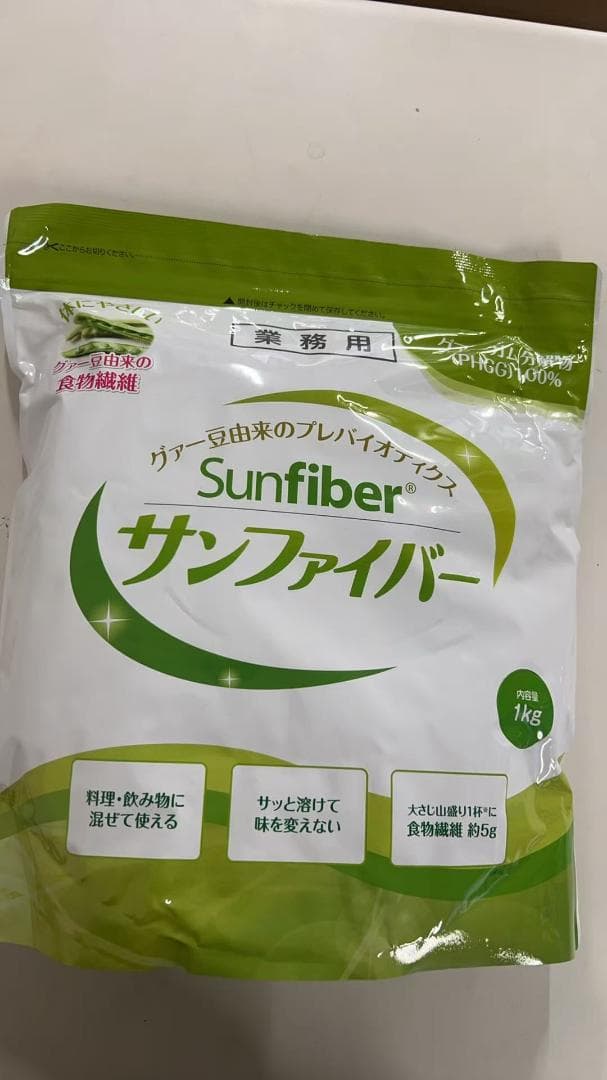 ここからお切りください。
▲ 開封後はチャックを閉めて保存してください。
体にやさしい
グァー豆由来の
食物繊維
業務用
グァーガム分解物
(PHGG)100%
グァー豆由来のプレバイオティクス
Sunfiber®
サンファイバー
内容量
1kg
料理・飲み物に
混ぜて使える
サッと溶けて
味を変えない
大さじ山盛り1杯※に
食物繊維 約5g